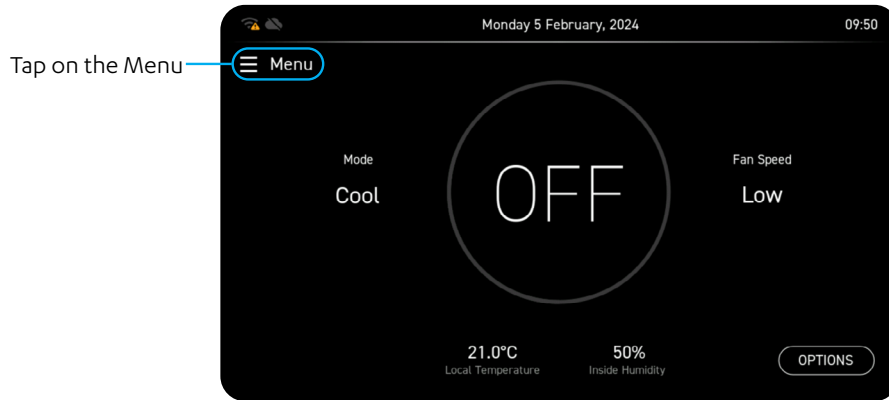 Monday 5 February, 2024 09:50
Tap on the Menu
Menu
Mode
Cool
OFF
Fan Speed
Low
21.0°C
Local Temperature
50%
Inside Humidity
OPTIONS